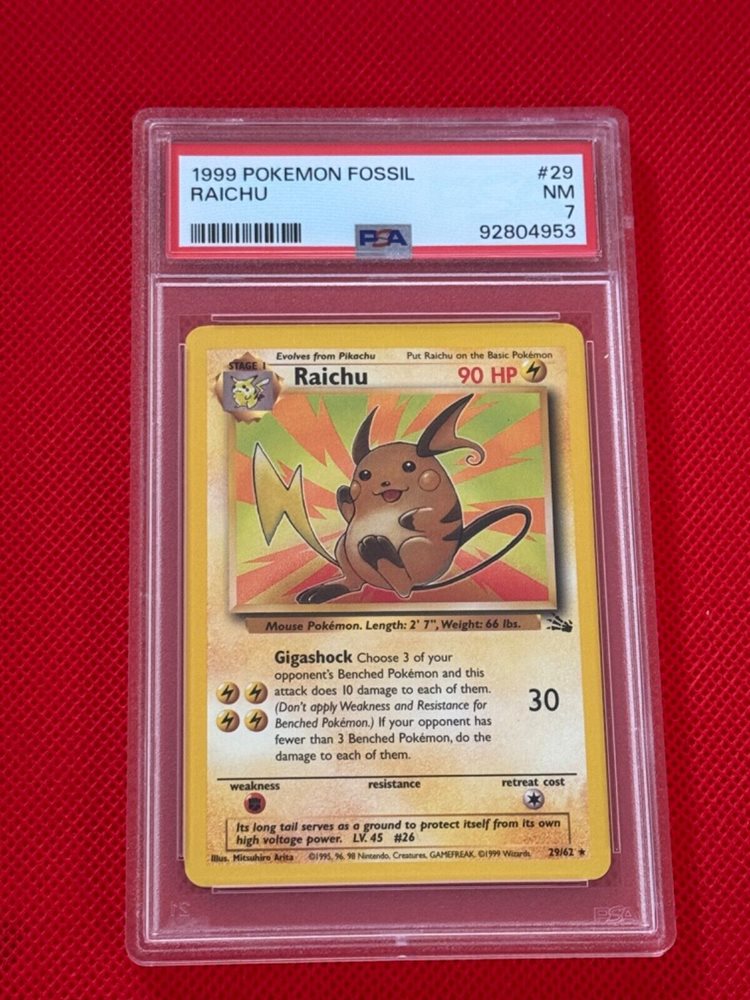 1999 POKEMON FOSSIL #29
RAICHU NM
7
PSA 92804953
Evolves from Pikachu Put Raichu on the Basic Pokémon
STAGE 1 Raichu 90 HP
Mouse Pokémon. Length: 2' 7", Weight: 66 lbs.
Gigashock Choose 3 of your
opponent's Benched Pokémon and this
attack does 10 damage to each of them.
(Don't apply Weakness and Resistance for
Benched Pokémon.) If your opponent has
fewer than 3 Benched Pokémon, do the
damage to each of them.
30
weakness resistance retreat cost
Its long tail serves as a ground to protect itself from its own
high voltage power. LV. 45 #26
Illus. Mitsuhiro Arita ©1995, 96, 98 Nintendo, Creatures, GAMEFREAK. ©1999 Wizards. 29/62 ★
PSA